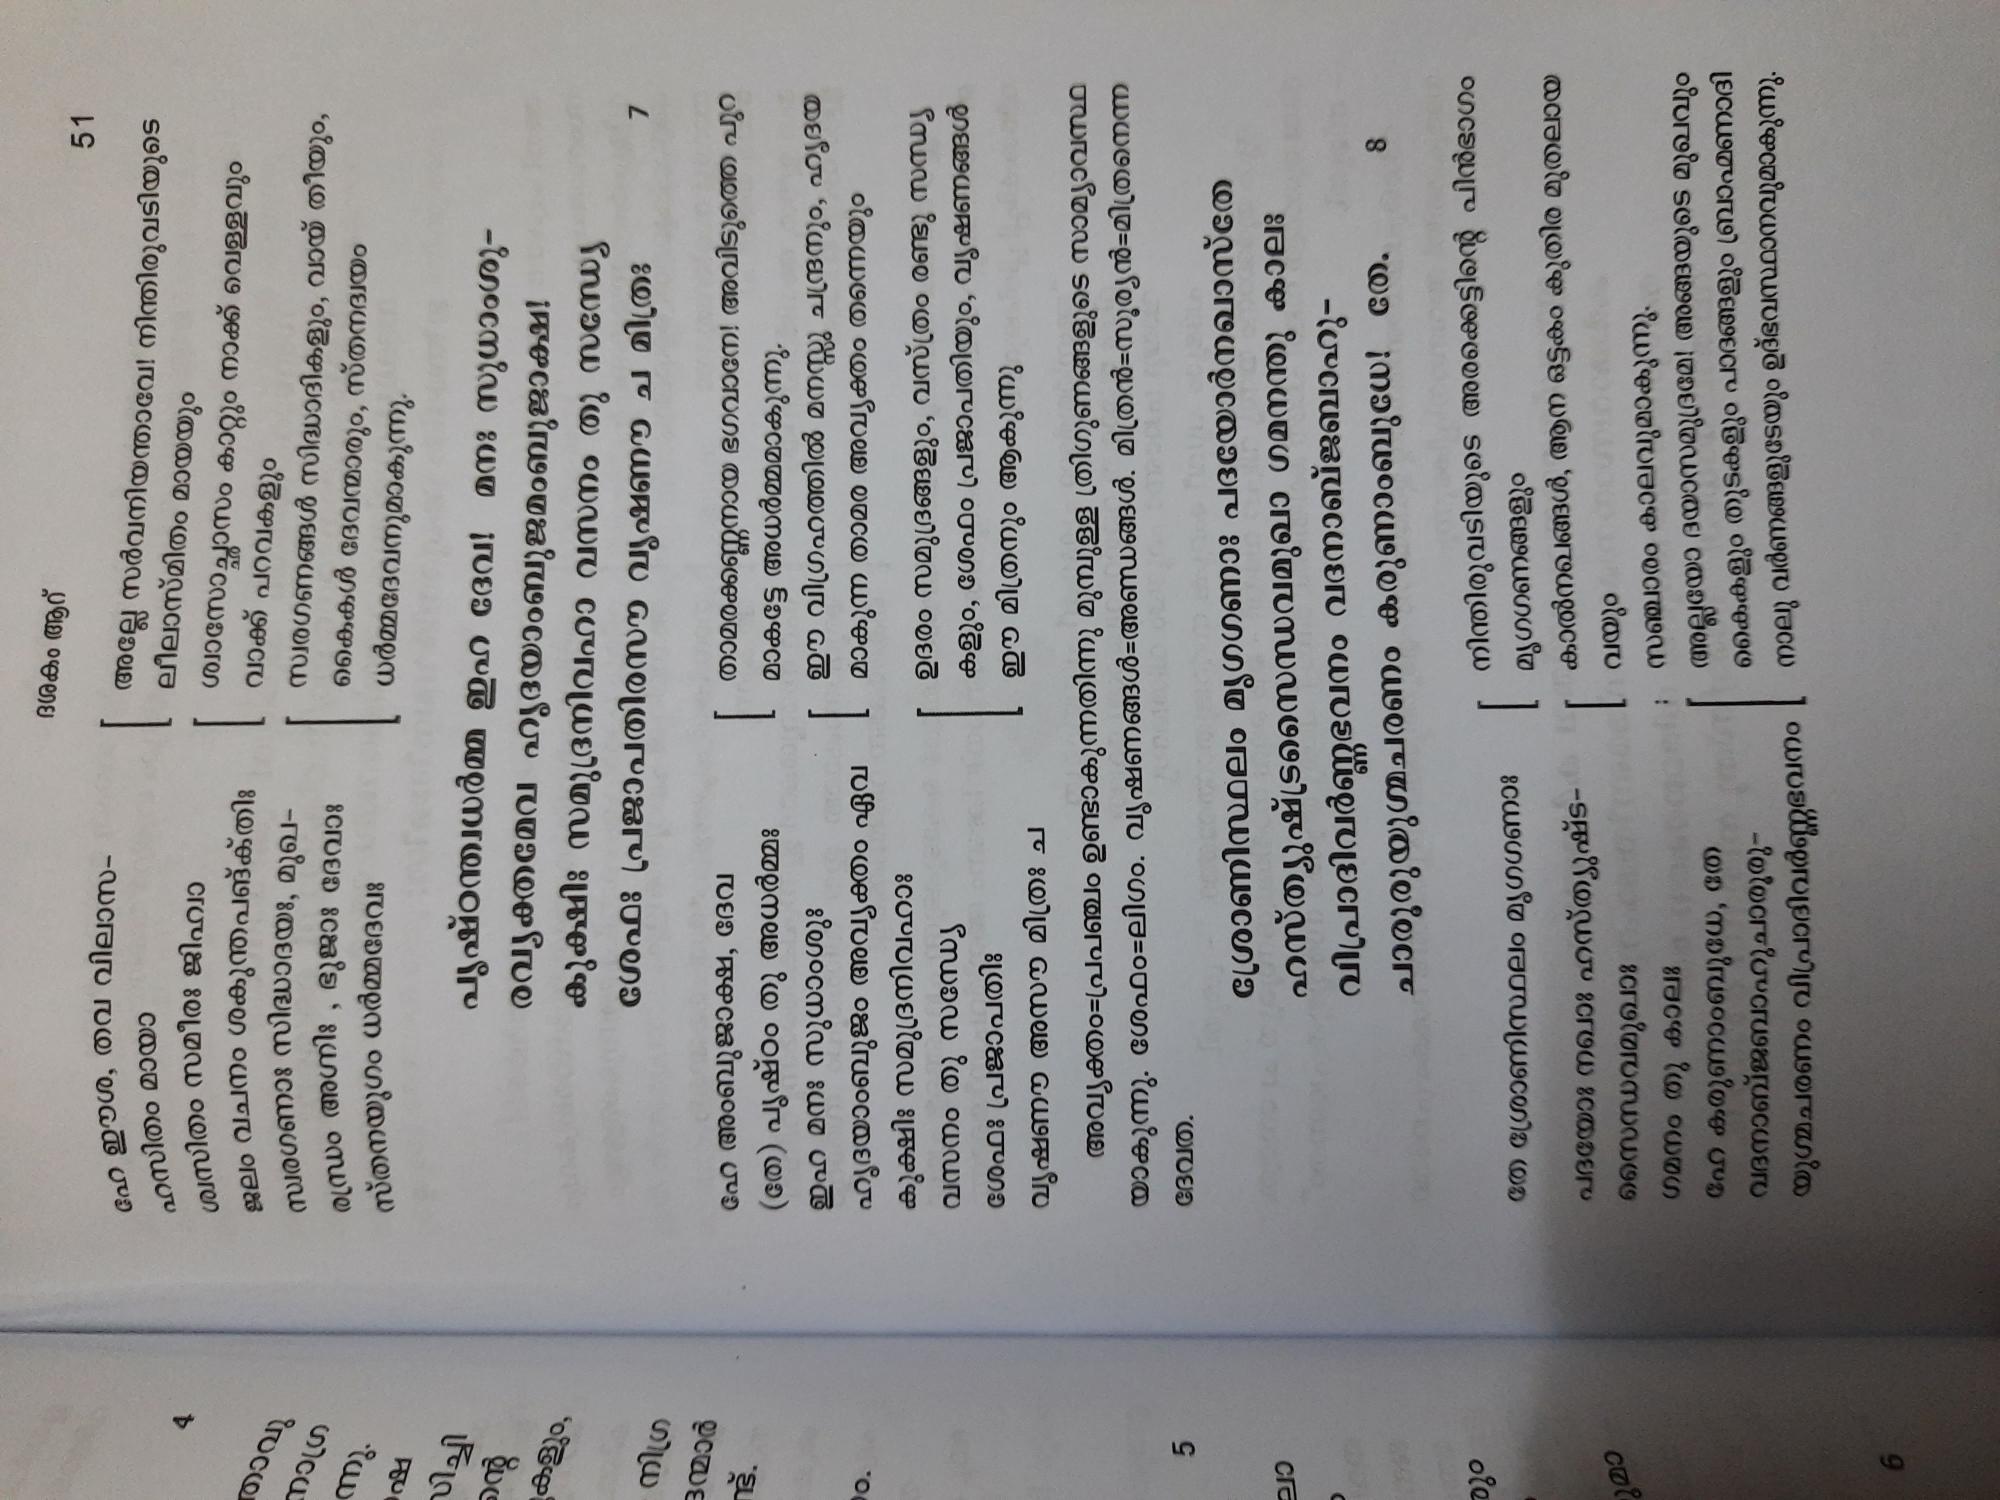 ദശകം ആറ്
51
ഹേ ഈശ, തവ വിലാസ-
ഹസിതം മായാ
ശ്വസിതം സമീരഃ ജിഹ്വാ
ജലം വചനം ശകുന്തപങ്ക്തിഃ
സ്വരഗണാഃ സിദ്ധാദയഃ, മുഖ-
രന്ധ്രം അഗ്നിഃ , ഭുജാഃ ദേവാഃ
സ്തനയുഗം ധർമ്മദേവഃ
അല്ലേ സർവനിയന്താവേ! നിന്തിരുവടിയുടെ
ലീലാസ്മിതം മായയും
ശ്വാസോച്ഛാസം കാറ്റും നാക്ക് വെള്ളവും
വാക്ക് പറവകളും
സ്വരഗണങ്ങൾ സിദ്ധാദികളും, വായ് തീയും,
കൈകൾ ദേവന്മാരും, സ്തനദ്വയം
ധർമ്മദേവനുമാകുന്നു.
പൃഷ്ഠന്ത്വധർമ്മ ഇഹ ദേവ! മനഃ സുധാംശു-
രവ്യക്തമേവ ഹൃദയാംബുജമംബുജാക്ഷ!
കുക്ഷിഃ സമുദ്രനിവഹാ വസനം തു സന്ധ്യേ
ശേഫഃ പ്രജാപതിരസൗ വൃഷണൗ ച മിത്രഃ 7
ഹേ അംബുജാക്ഷ, ദേവ
(തേ) പൃഷ്ഠം തു അധർമ്മഃ
ഇഹ മനഃ സുധാംശുഃ
ഹൃദയാംബുജം അവ്യക്തം ഏവ
കുക്ഷിഃ സമുദ്രനിവഹാഃ
വസനം തു സന്ധ്യേ
ശേഫഃ പ്രജാപതിഃ
വൃഷണൗ അസൗ മിത്രഃ ച
താമരക്കണ്ണനായ ഭഗവാനേ! അവിടുത്തെ പുറ
മാകട്ടേ അധർമ്മമാകുന്നു.
ഈ വിഗ്രഹത്തിൽ മനസ്സു ചന്ദ്രനും, ഹൃദയ
മാകുന്ന താമര അവ്യക്തം തന്നെയും
ഉദരം സമുദ്രങ്ങളും, വസ്ത്രം രണ്ടു സന്ധ്യ
കളും, ശേഫം പ്രജാപതിയും, വൃഷണങ്ങൾ
ഈ മിത്രനും ആകുന്നു
അവ്യക്തം=പ്രപഞ്ചം ഉണ്ടാകുന്നതിന്നു മുമ്പുള്ള ത്രിഗുണങ്ങളുടെ സാമ്യാവസ്ഥ
യാകുന്നു. ശേഫം=ലിഗം. വൃഷണങ്ങൾ=അണ്ഡങ്ങൾ. മിത്രൻ=സൂര്യൻ=മിത്രനെന്ന
ദേവത.
ശ്രോണിസ്ഥലം മൃഗഗണാഃ പദയോർനഖാസ്തേ
ഹസ്ത്യുഷ്ട്രസൈന്ധവമുഖാ ഗമനന്തു കാലഃ
വിപ്രാദിവർണ്ണഭവനം വദനാബ്ജബാഹു-
ചാരൂരുയുഗ്മചരണം കരുണാംബുധേ! തേ. 8
തേ ശ്രോണിസ്ഥലം മൃഗഗണാഃ
പദയോഃ നഖാഃ ഹസ്ത്യുഷ്ട-
സൈന്ധവമുഖാഃ
ഗമനം തു കാലഃ
ഹേ കരുണാംബുധേ, തേ
വദനാബ്ജബാഹുചാരൂരു-
യുഗ്മചരണം വിപ്രാദിവർണ്ണഭവനം
നിന്തിരുവടിയുടെ അരക്കെട്ടിന്റെ പിൻഭാഗം
മൃഗഗണങ്ങളും
കാൽനഖങ്ങൾ, ആന ഒട്ടകം കുതിര മുതലായ
വയും
: സഞ്ചാരം കാലവുമാകുന്നു.
അല്ലയോ ദയാസമുദ്രമേ! അങ്ങയുടെ മുഖവും
കൈകളും തുടകളും പാദങ്ങളും ബ്രാഹ്മണാദി
നാലു വർണങ്ങളുടേയും ഉദ്ഭവസ്ഥാനവുമാകുന്നു.